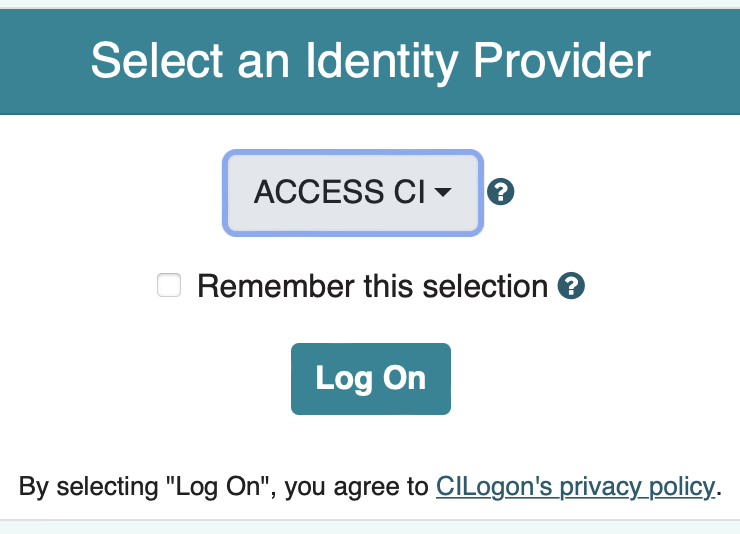 Select an Identity Provider
ACCESS CI
Remember this selection
Log On
By selecting "Log On", you agree to CILogon's privacy policy.